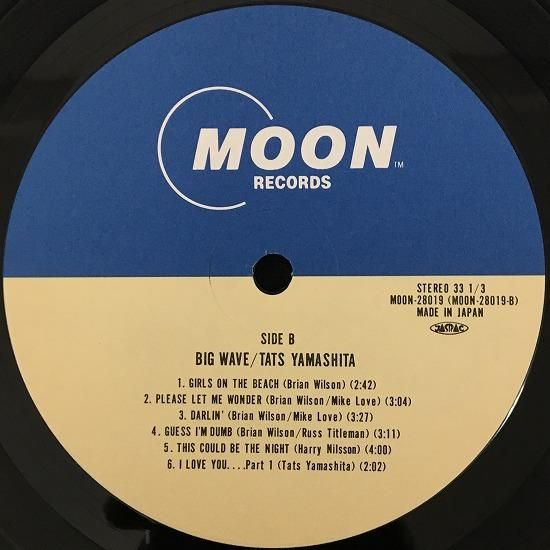 MOON
TM
RECORDS
STEREO 33 1/3
MOON-28019 (MOON-28019-B)
MADE IN JAPAN
JASRAC
SIDE B
BIG WAVE/TATS YAMASHITA
1. GIRLS ON THE BEACH (Brian Wilson) (2:42)
2. PLEASE LET ME WONDER (Brian Wilson/Mike Love) (3:04)
3. DARLIN' (Brian Wilson/Mike Love) (3:27)
4. GUESS I'M DUMB (Brian Wilson/Russ Titleman) (3:11)
5. THIS COULD BE THE NIGHT (Harry Nilsson) (4:00)
6. I LOVE YOU....Part 1 (Tats Yamashita) (2:02)